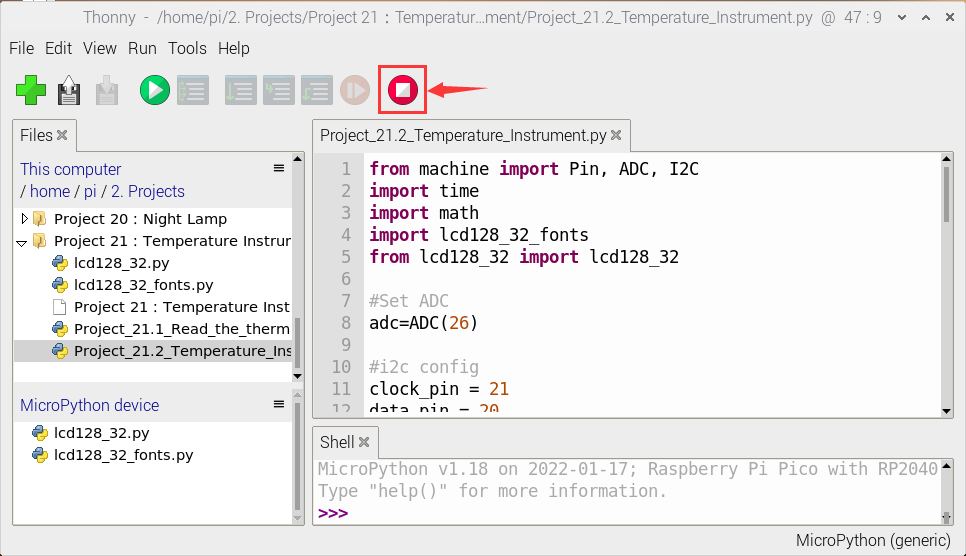 Thonny - /home/pi/2. Projects/Project 21 : Temperatur...ment/Project_21.2_Temperature_Instrument.py @ 47 : 9
File Edit View Run Tools Help
Files
This computer
/ home / pi / 2. Projects
Project 20 : Night Lamp
Project 21 : Temperature Instrur
lcd128_32.py
lcd128_32_fonts.py
Project 21 : Temperature Inst
Project_21.1_Read_the_therm
Project_21.2_Temperature_Ins
MicroPython device
lcd128_32.py
lcd128_32_fonts.py
Project_21.2_Temperature_Instrument.py
1 from machine import Pin, ADC, I2C
2 import time
3 import math
4 import lcd128_32_fonts
5 from lcd128_32 import lcd128_32
6
7 #Set ADC
8 adc=ADC(26)
9
10 #i2c config
11 clock_pin = 21
12 data_pin = 20
Shell
MicroPython v1.18 on 2022-01-17; Raspberry Pi Pico with RP2040
Type "help()" for more information.
>>>
MicroPython (generic)